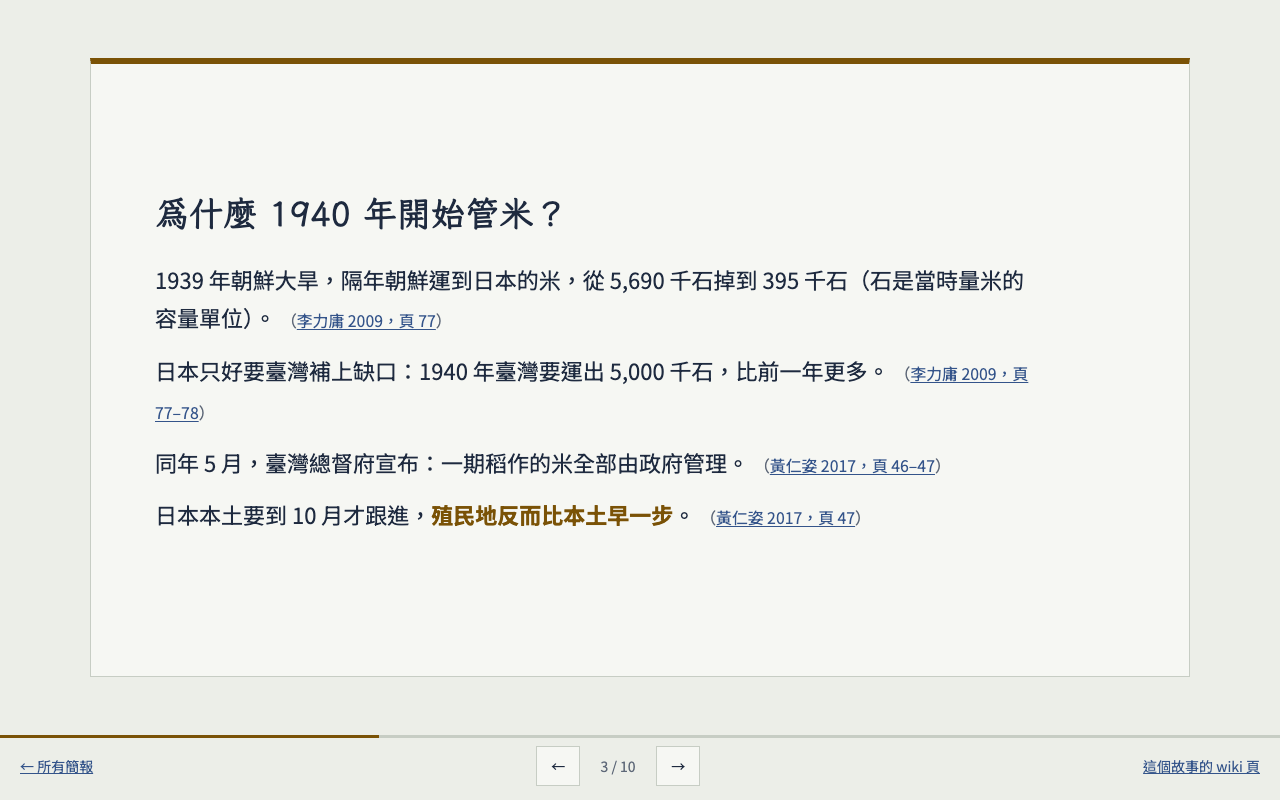 爲什麼 1940 年開始管米？
1939 年朝鮮大旱，隔年朝鮮運到日本的米，從 5,690 千石掉到 395 千石（石是當時量米的
容量單位）。（李力庸 2009，頁 77）
日本只好要臺灣補上缺口：1940 年臺灣要運出 5,000 千石，比前一年更多。（李力庸 2009，頁
77–78）
同年 5 月，臺灣總督府宣布：一期稻作的米全部由政府管理。（黃仁姿 2017，頁 46–47）
日本本土要到 10 月才跟進，殖民地反而比本土早一步。（黃仁姿 2017，頁 47）
← 所有簡報 ← 3 / 10 → 這個故事的 wiki 頁